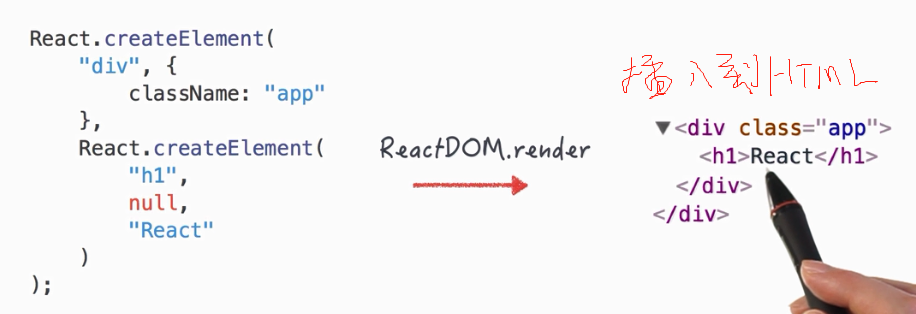 React.createElement(
"div", {
className: "app"
},
React.createElement(
"h1",
null,
"React"
)
);
ReactDOM.render
插入到HTML
▼<div class="app">
<h1>React</h1>
</div>
</div>